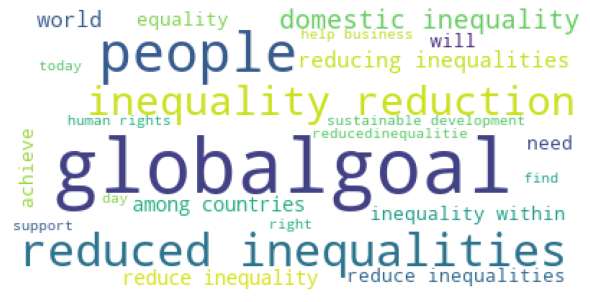 world
equality
domestic inequality
people
help business
will
today
reducing inequalities
inequality reduction
human rights
sustainable development
reducedinequalitie
achieve
globalgoal
need
find
day
among countries
inequality within
support
right
reduced inequalities
reduce inequality
reduce inequalities